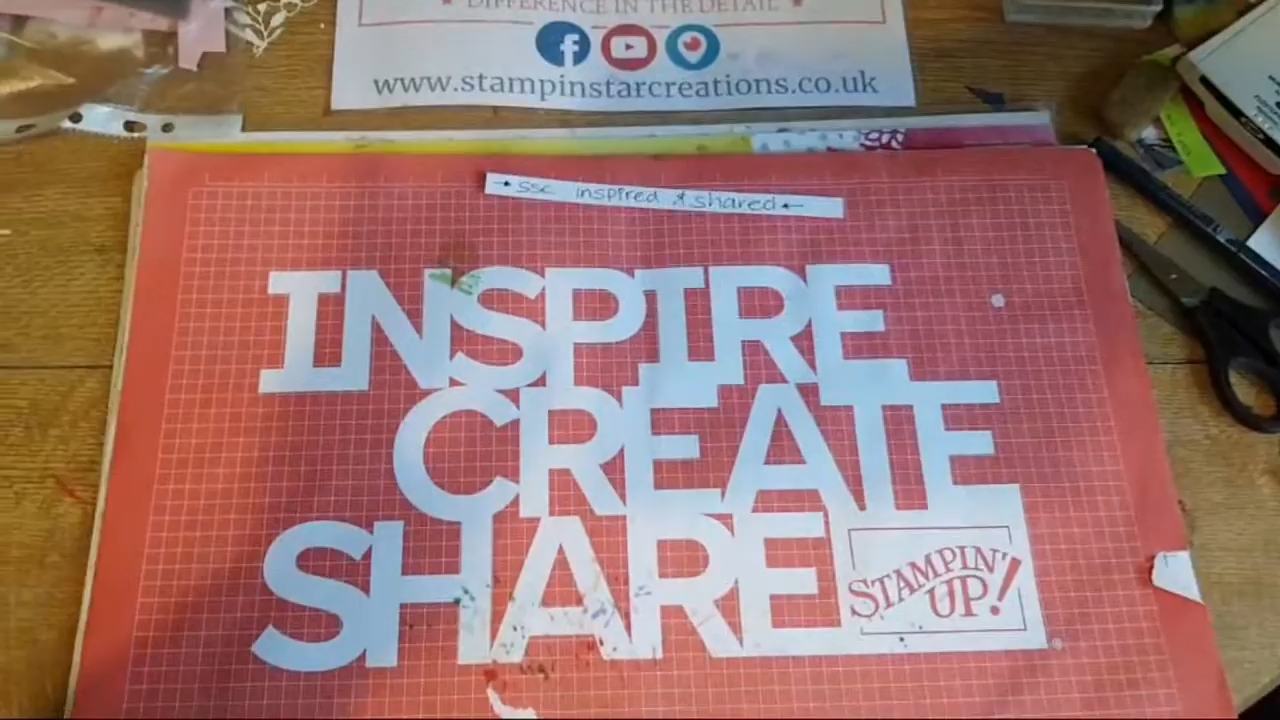 ★ DIFFERENCE IN THE DETAIL ★
www.stampinstarcreations.co.uk
→ SSC inspired & shared ←
INSPIRE
CREATE
SHARE
STAMPIN'
UP!